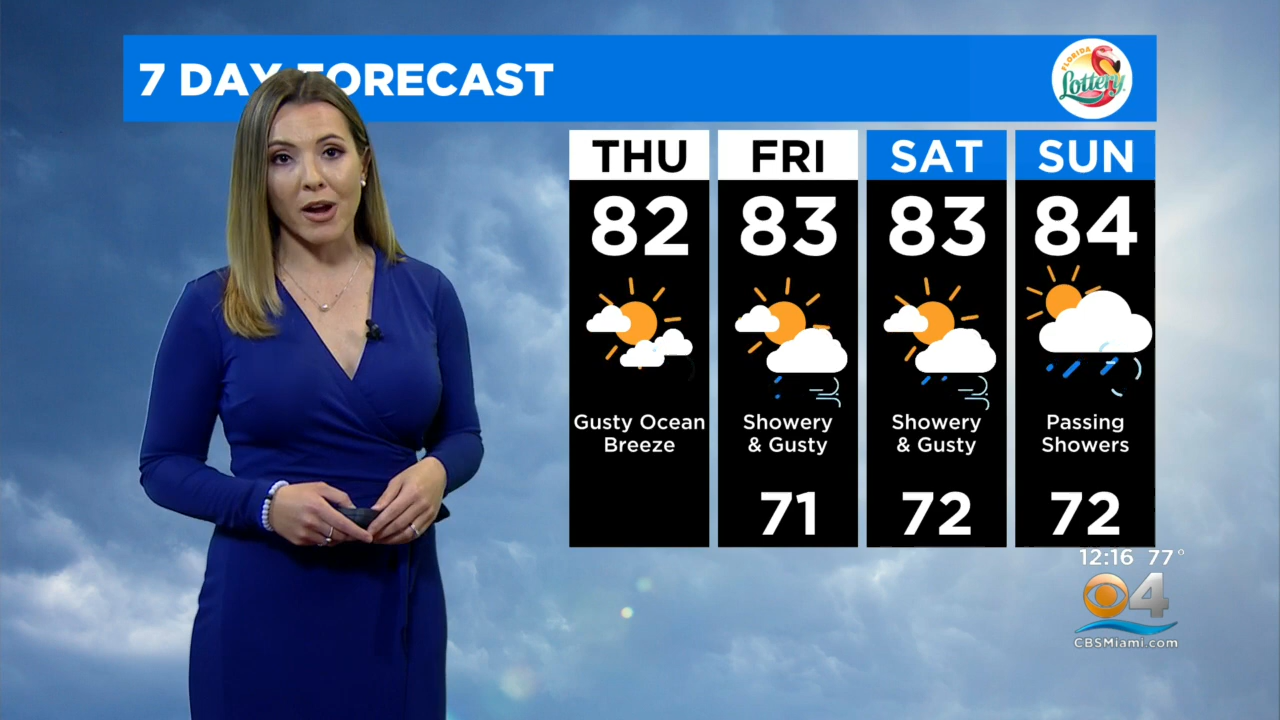 7 DAY FORECAST
FLORIDA
Lottery
THU
FRI
SAT
SUN
82
83
83
84
Gusty Ocean
Breeze
Showery
& Gusty
Showery
& Gusty
Passing
Showers
71
72
72
12:16 77°
4
CBSMiami.com